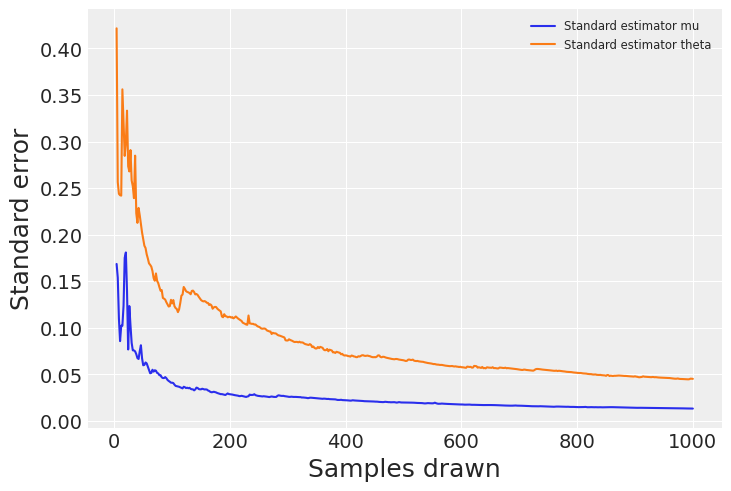 Standard estimator mu
Standard estimator theta
Standard error
0.40
0.35
0.30
0.25
0.20
0.15
0.10
0.05
0.00
0 200 400 600 800 1000
Samples drawn